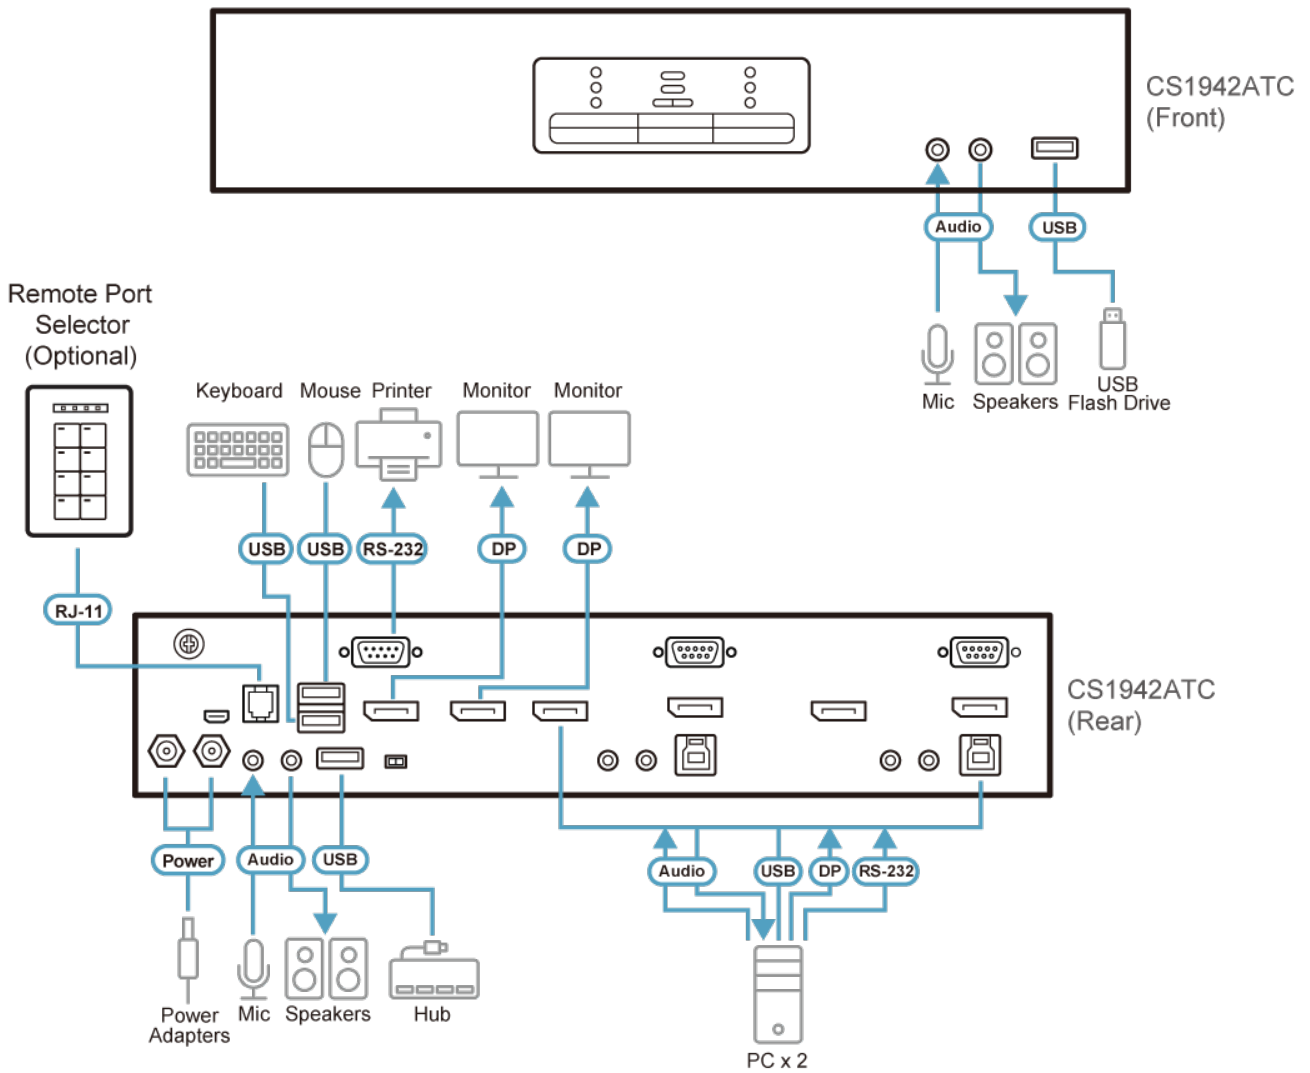 CS1942ATC
(Front)
Audio
USB
Mic
Speakers
USB
Flash Drive
Remote Port
Selector
(Optional)
Keyboard
Mouse
Printer
Monitor
Monitor
USB
USB
RS-232
DP
DP
RJ-11
CS1942ATC
(Rear)
Power
Audio
USB
Audio
USB
DP
RS-232
Power
Adapters
Mic
Speakers
Hub
PC x 2